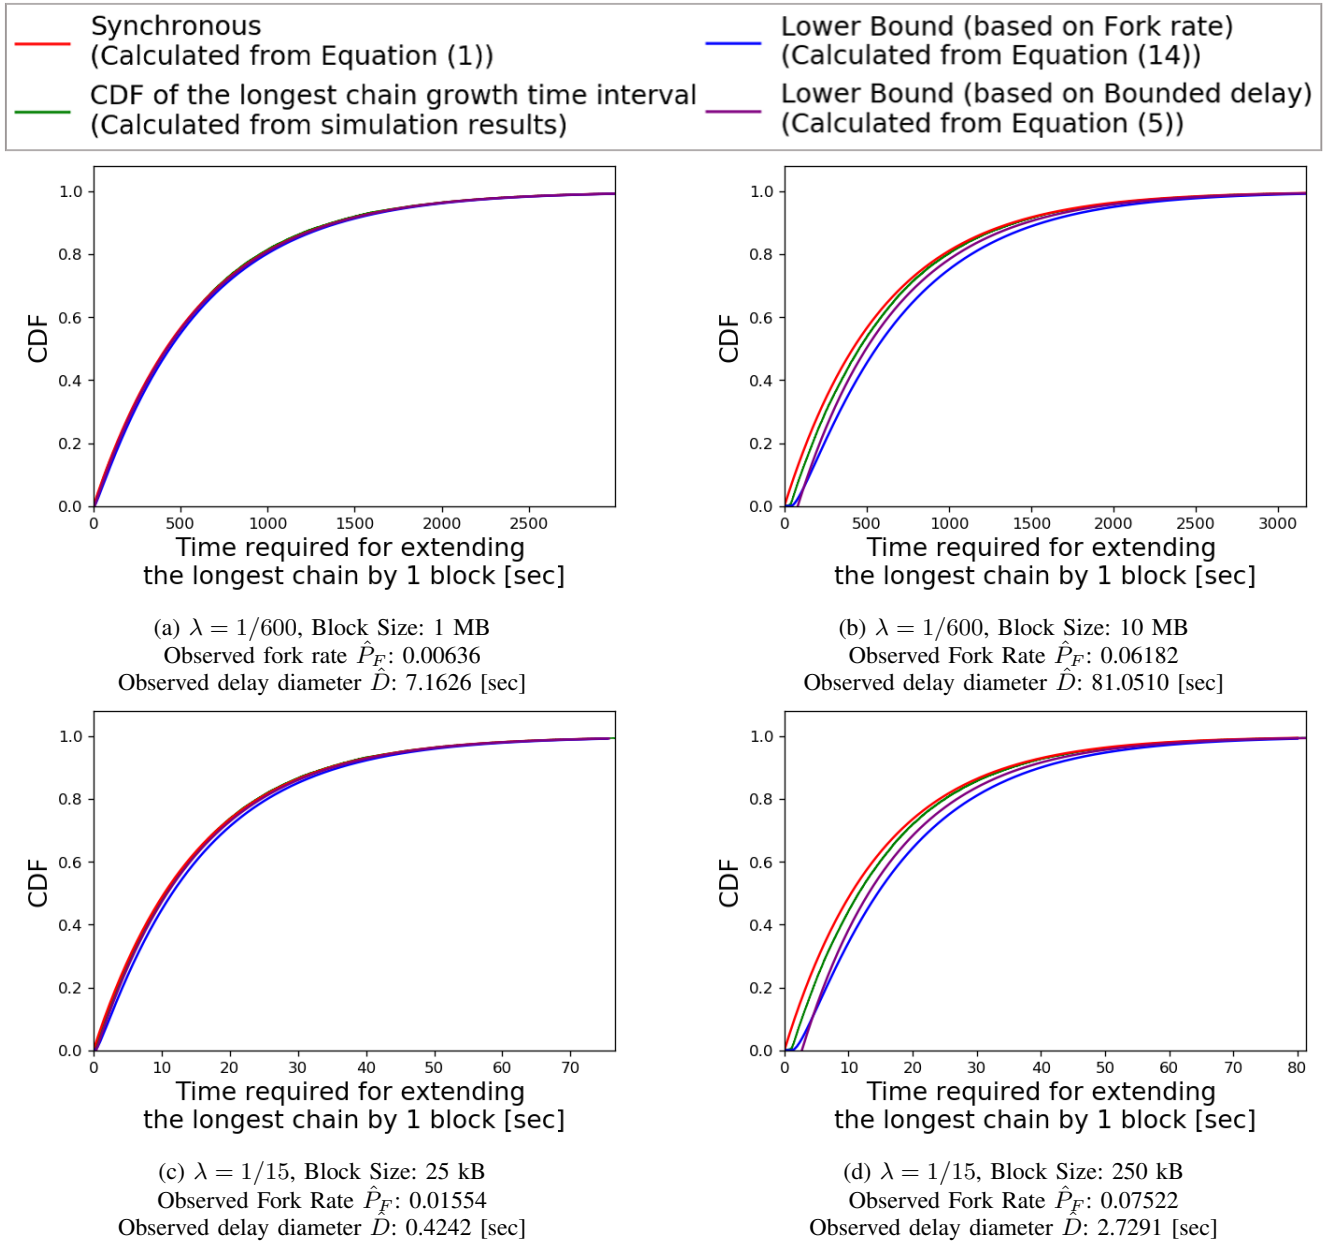 Synchronous
(Calculated from Equation (1))
CDF of the longest chain growth time interval
(Calculated from simulation results)
Lower Bound (based on Fork rate)
(Calculated from Equation (14))
Lower Bound (based on Bounded delay)
(Calculated from Equation (5))
CDF
1.0
0.8
0.6
0.4
0.2
0.0
0 500 1000 1500 2000 2500
Time required for extending
the longest chain by 1 block [sec]
(a) λ = 1/600, Block Size: 1 MB
Observed fork rate P̂_F: 0.00636
Observed delay diameter D̂: 7.1626 [sec]
CDF
1.0
0.8
0.6
0.4
0.2
0.0
0 500 1000 1500 2000 2500 3000
Time required for extending
the longest chain by 1 block [sec]
(b) λ = 1/600, Block Size: 10 MB
Observed Fork Rate P̂_F: 0.06182
Observed delay diameter D̂: 81.0510 [sec]
CDF
1.0
0.8
0.6
0.4
0.2
0.0
0 10 20 30 40 50 60 70
Time required for extending
the longest chain by 1 block [sec]
(c) λ = 1/15, Block Size: 25 kB
Observed Fork Rate P̂_F: 0.01554
Observed delay diameter D̂: 0.4242 [sec]
CDF
1.0
0.8
0.6
0.4
0.2
0.0
0 10 20 30 40 50 60 70 80
Time required for extending
the longest chain by 1 block [sec]
(d) λ = 1/15, Block Size: 250 kB
Observed Fork Rate P̂_F: 0.07522
Observed delay diameter D̂: 2.7291 [sec]